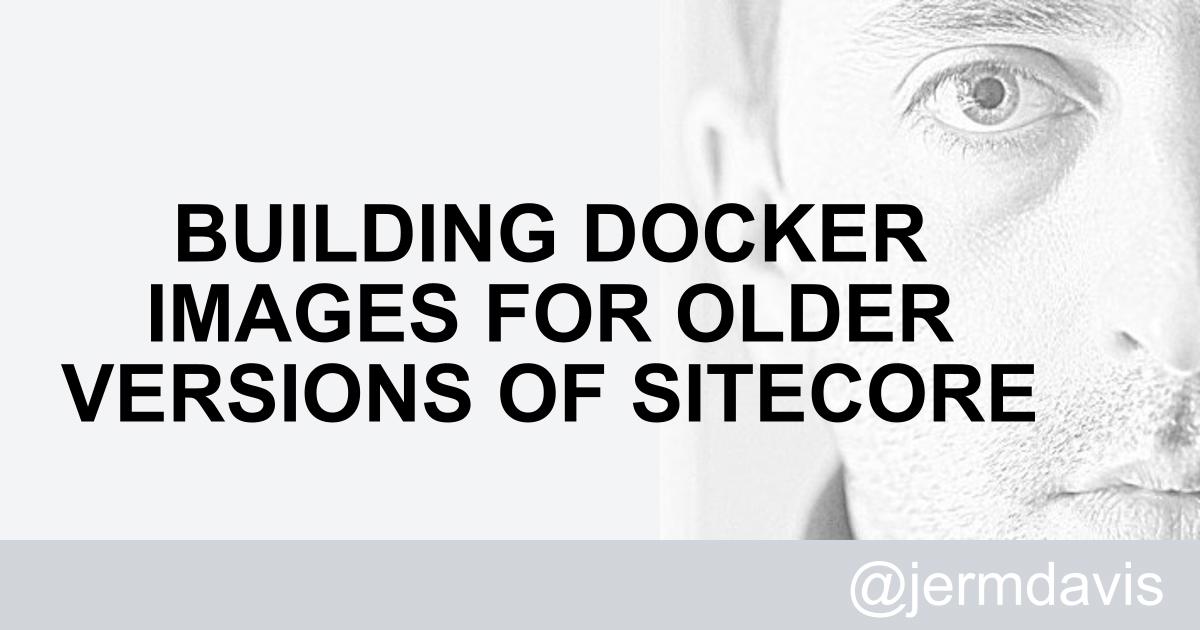 BUILDING DOCKER
IMAGES FOR OLDER
VERSIONS OF SITECORE
@jermdavis